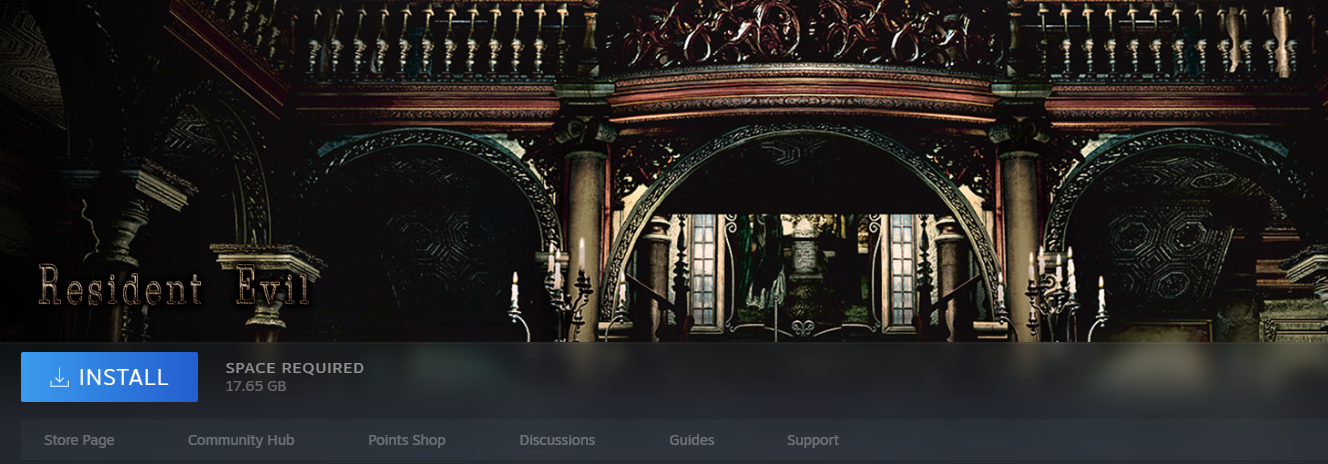 Resident Evil
INSTALL
SPACE REQUIRED
17.65 GB
Store Page
Community Hub
Points Shop
Discussions
Guides
Support